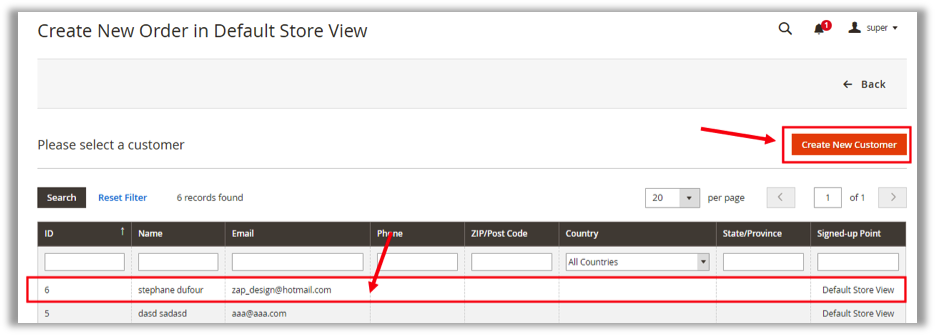 Create New Order in Default Store View
1
super
Back
Please select a customer
Create New Customer
Search Reset Filter 6 records found 20 per page 1 of 1
ID Name Email Phone ZIP/Post Code Country State/Province Signed-up Point
All Countries
6 stephane dufour zap_design@hotmail.com Default Store View
5 dasd sadasd aaa@aaa.com Default Store View